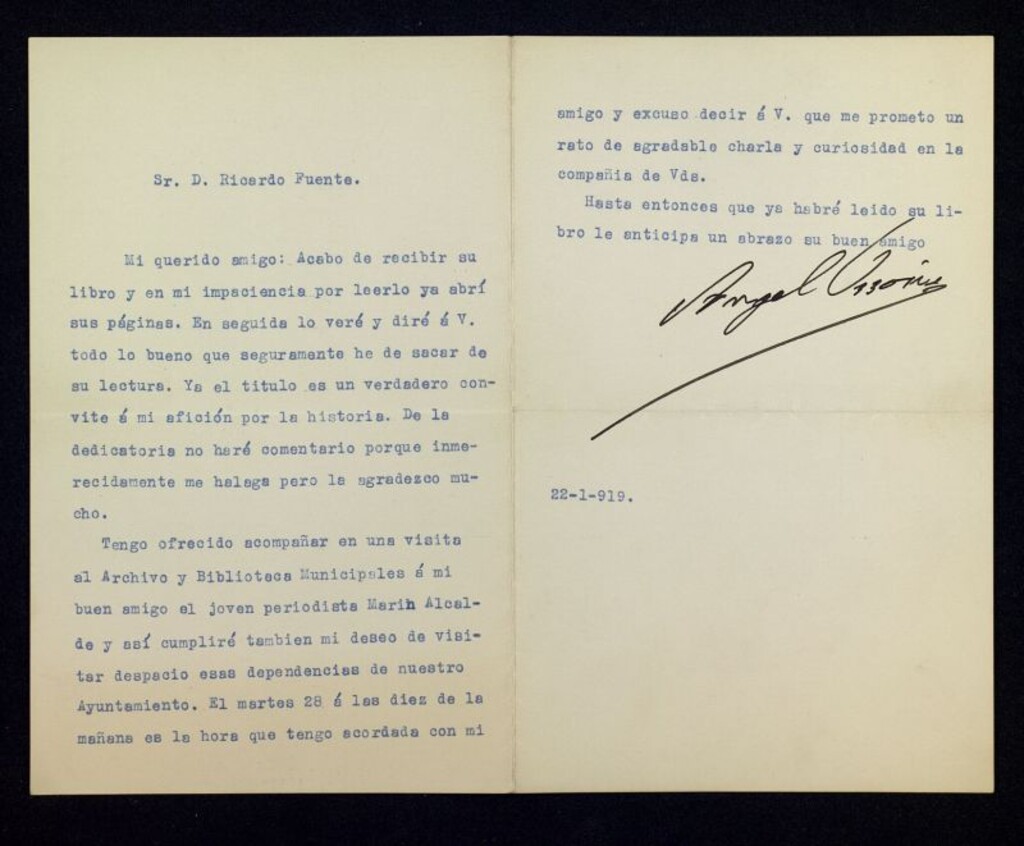 Sr. D. Ricardo Fuente.
Mi querido amigo: Acabo de recibir su
libro y en mi impaciencia por leerlo ya abrí
sus páginas. En seguida lo veré y diré á V.
todo lo bueno que seguramente he de sacar de
su lectura. Ya el titulo es un verdadero con-
vite á mi afición por la historia. De la
dedicatoria no haré comentario porque inme-
recidamente me halaga pero la agradezco mu-
cho.
Tengo ofrecido acompañar en una visita
al Archivo y Biblioteca Municipales á mi
buen amigo el joven periodista Marin Alcal-
de y así cumpliré tambien mi deseo de visi-
tar despacio esas dependencias de nuestro
Ayuntamiento. El martes 28 á las diez de la
mañana es la hora que tengo acordada con mi
amigo y excuso decir á V. que me prometo un
rato de agradable charla y curiosidad en la
compañia de Vds.
Hasta entonces que ya habré leido su li-
bro le anticipa un abrazo su buen amigo
Angel
22-1-919.